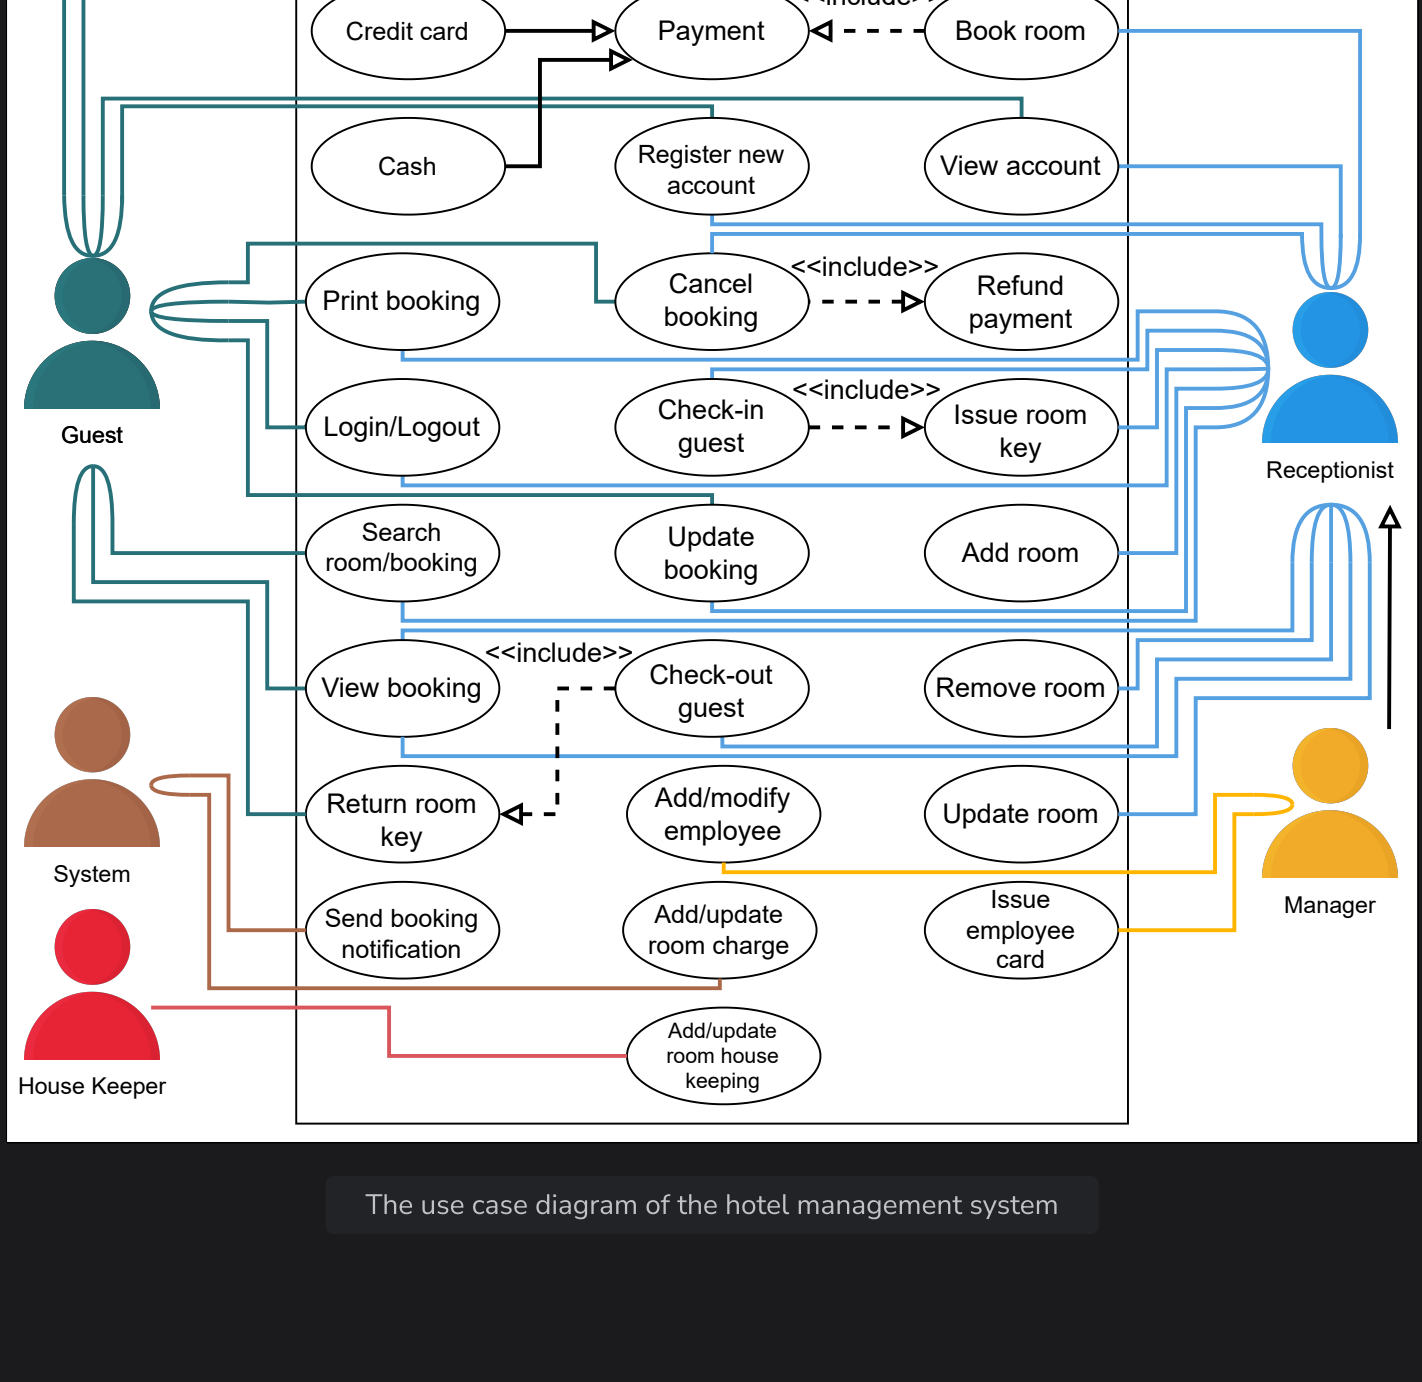 <<include>>
Credit card
Payment
Book room
Cash
Register new
account
View account
Print booking
Cancel
booking
<<include>>
Refund
payment
Guest
Login/Logout
Check-in
guest
<<include>>
Issue room
key
Receptionist
Search
room/booking
Update
booking
Add room
View booking
<<include>>
Check-out
guest
Remove room
System
Return room
key
Add/modify
employee
Update room
Manager
Send booking
notification
Add/update
room charge
Issue
employee
card
House Keeper
Add/update
room house
keeping
The use case diagram of the hotel management system